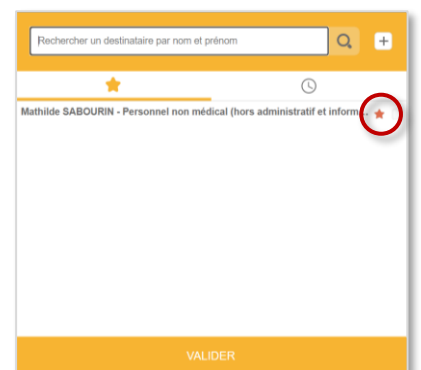 Rechercher un destinataire par nom et prénom
Mathilde SABOURIN - Personnel non médical (hors administratif et inform...
VALIDER